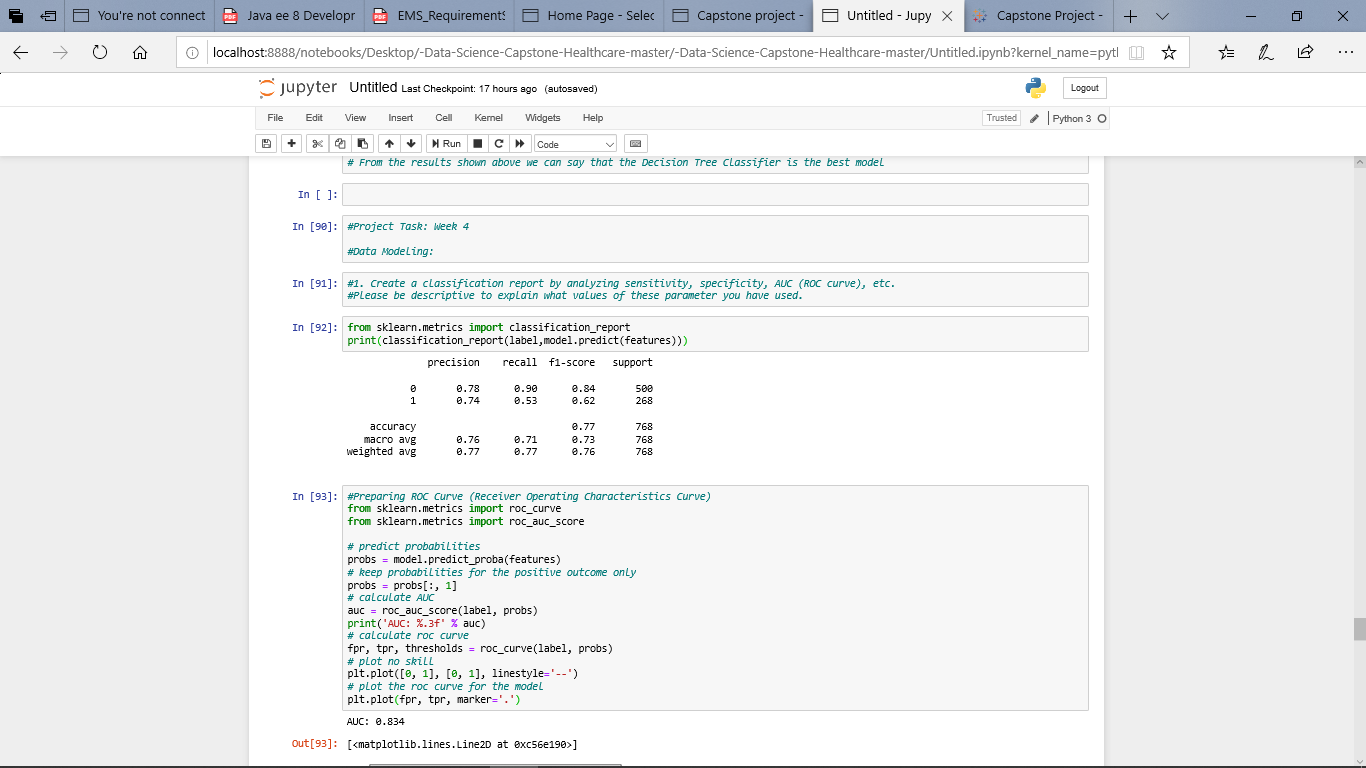 You're not connect
Java ee 8 Developr
EMS_Requirements
Home Page - Selec
Capstone project -
Untitled - Jupy
Capstone Project -
localhost:8888/notebooks/Desktop/-Data-Science-Capstone-Healthcare-master/-Data-Science-Capstone-Healthcare-master/Untitled.ipynb?kernel_name=pytl
jupyter Untitled Last Checkpoint: 17 hours ago (autosaved)
Logout
File Edit View Insert Cell Kernel Widgets Help
Trusted Python 3
Run Code
# From the results shown above we can say that the Decision Tree Classifier is the best model
In [ ]:
In [90]: #Project Task: Week 4
#Data Modeling:
In [91]: #1. Create a classification report by analyzing sensitivity, specificity, AUC (ROC curve), etc.
#Please be descriptive to explain what values of these parameter you have used.
In [92]: from sklearn.metrics import classification_report
print(classification_report(label,model.predict(features)))
precision recall f1-score support
0 0.78 0.90 0.84 500
1 0.74 0.53 0.62 268
accuracy 0.77 768
macro avg 0.76 0.71 0.73 768
weighted avg 0.77 0.77 0.76 768
In [93]: #Preparing ROC Curve (Receiver Operating Characteristics Curve)
from sklearn.metrics import roc_curve
from sklearn.metrics import roc_auc_score
# predict probabilities
probs = model.predict_proba(features)
# keep probabilities for the positive outcome only
probs = probs[:, 1]
# calculate AUC
auc = roc_auc_score(label, probs)
print('AUC: %.3f' % auc)
# calculate roc curve
fpr, tpr, thresholds = roc_curve(label, probs)
# plot no skill
plt.plot([0, 1], [0, 1], linestyle='--')
# plot the roc curve for the model
plt.plot(fpr, tpr, marker='.')
AUC: 0.834
Out[93]: [<matplotlib.lines.Line2D at 0xc56e190>]